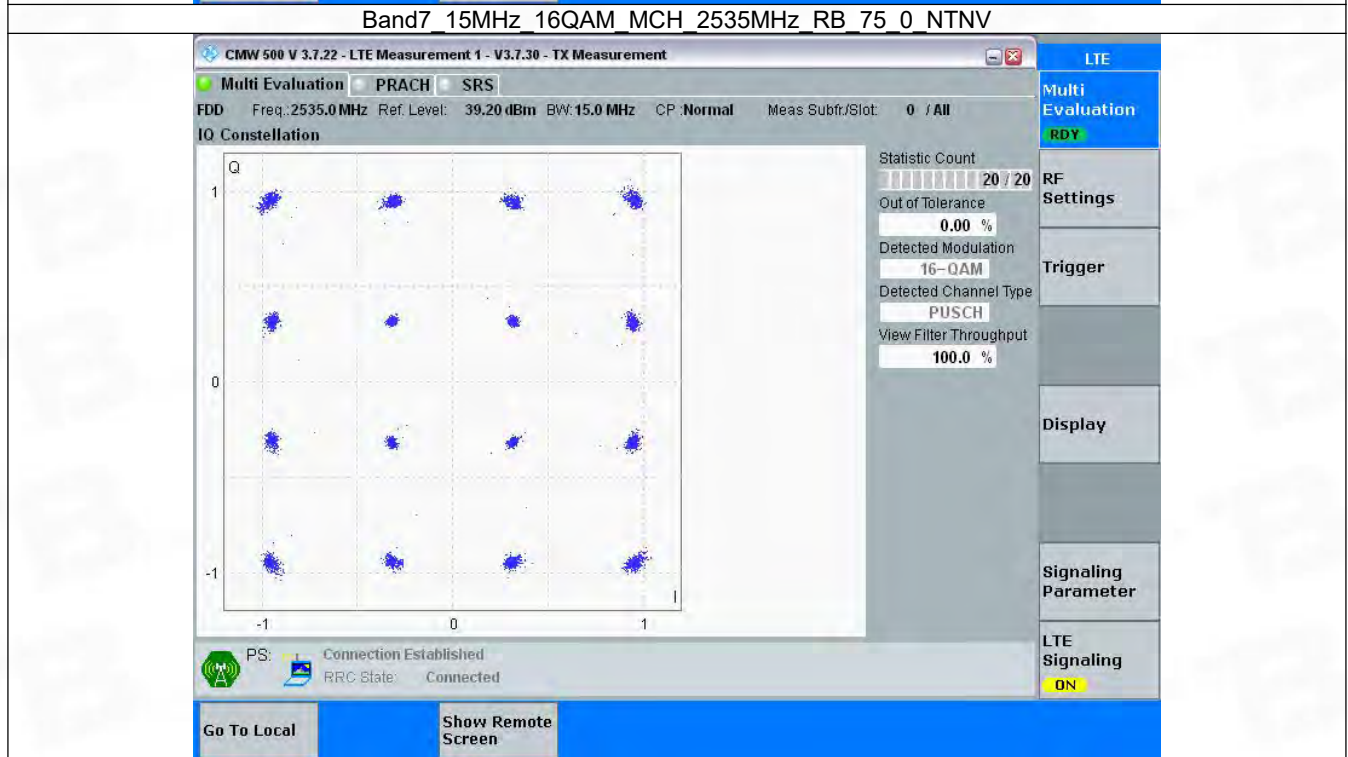 Band7_15MHz_16QAM_MCH_2535MHz_RB_75_0_NTNV
CMW 500 V 3.7.22 - LTE Measurement 1 - V3.7.30 - TX Measurement
LTE
Multi Evaluation PRACH SRS
Multi
Evaluation
RDY
FDD Freq.:2535.0 MHz Ref. Level: 39.20 dBm BW:15.0 MHz CP :Normal Meas Subfr./Slot: 0 / All
IQ Constellation
Q
1
0
-1
I
-1 0 1
Statistic Count
20 / 20
Out of Tolerance
0.00 %
Detected Modulation
16-QAM
Detected Channel Type
PUSCH
View Filter Throughput
100.0 %
RF
Settings
Trigger
Display
Signaling
Parameter
LTE
Signaling
ON
PS: Connection Established
RRC State: Connected
Go To Local
Show Remote
Screen